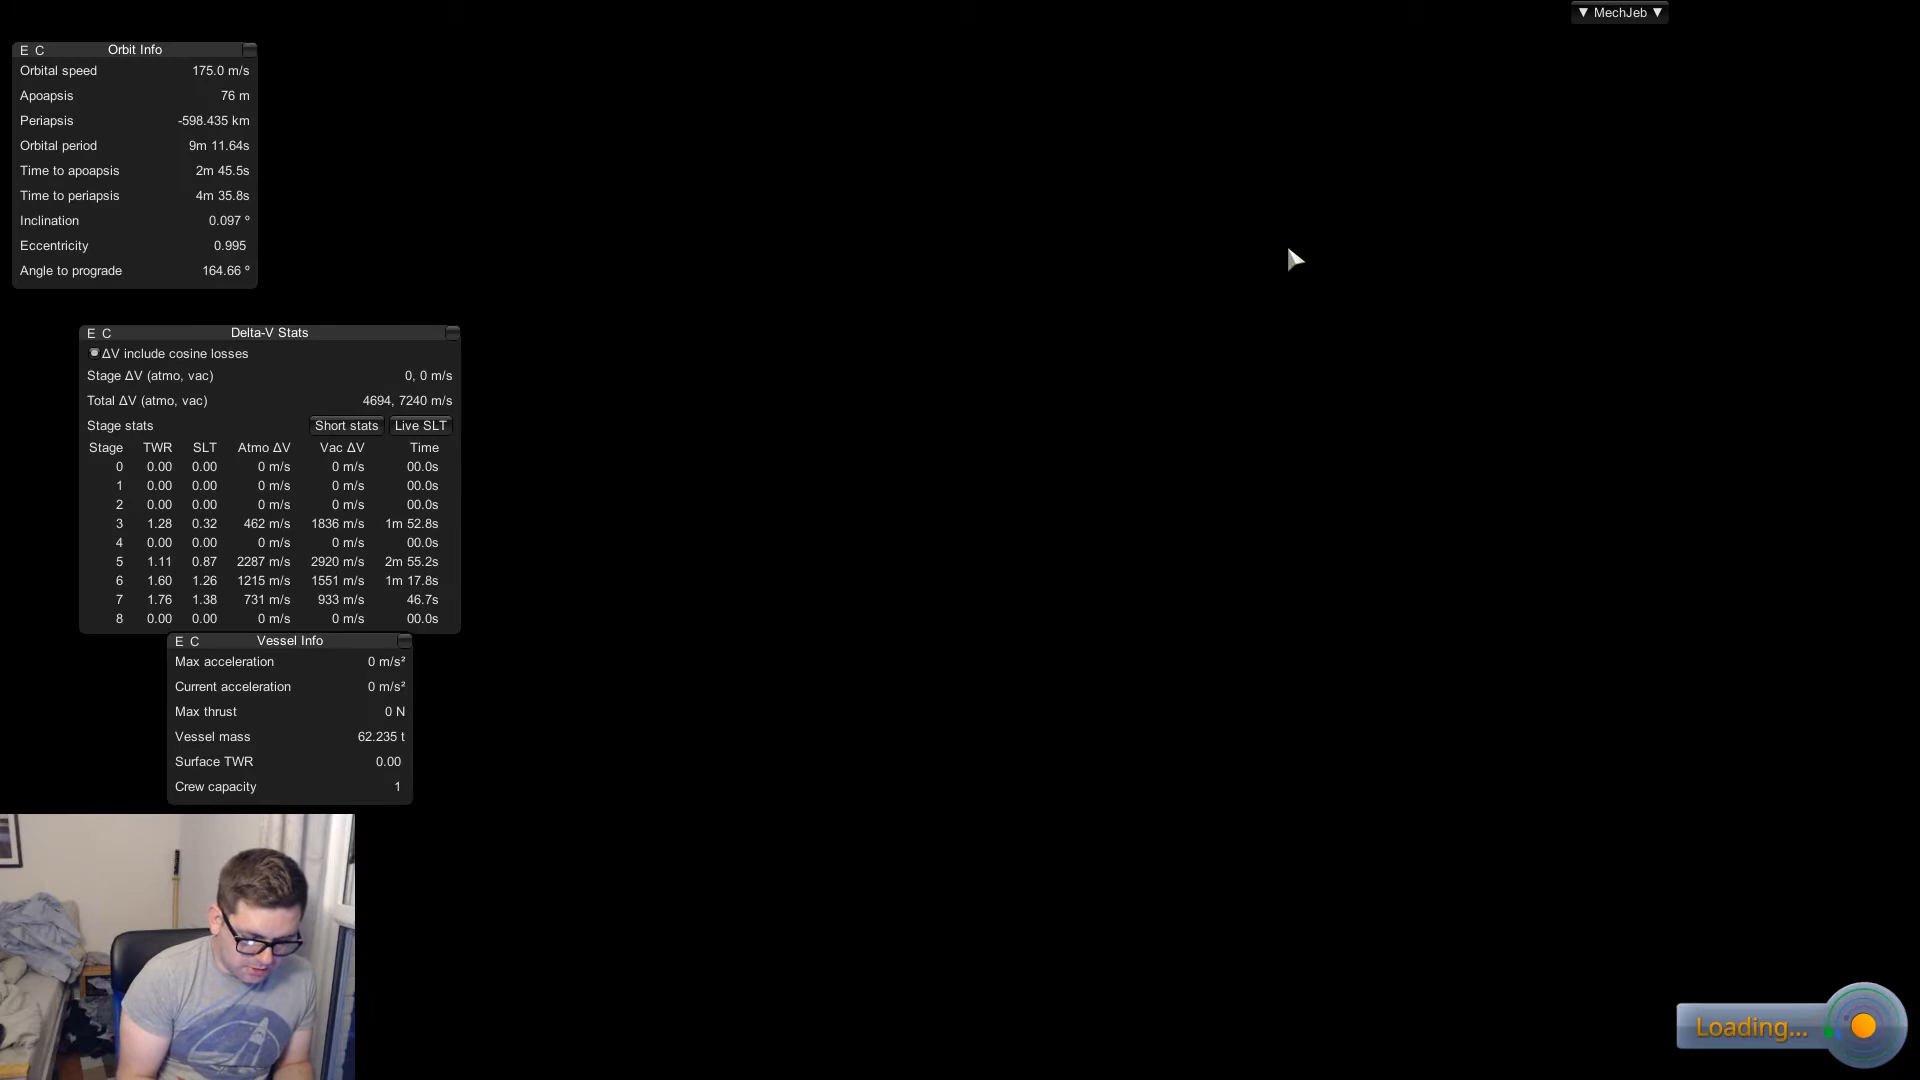 ▼ MechJeb ▼
E C Orbit Info
Orbital speed 175.0 m/s
Apoapsis 76 m
Periapsis -598.435 km
Orbital period 9m 11.64s
Time to apoapsis 2m 45.5s
Time to periapsis 4m 35.8s
Inclination 0.097 º
Eccentricity 0.995
Angle to prograde 164.66 º
E C Delta-V Stats
ΔV include cosine losses
Stage ΔV (atmo, vac) 0, 0 m/s
Total ΔV (atmo, vac) 4694, 7240 m/s
Stage stats Short stats Live SLT
Stage TWR SLT Atmo ΔV Vac ΔV Time
0 0.00 0.00 0 m/s 0 m/s 00.0s
1 0.00 0.00 0 m/s 0 m/s 00.0s
2 0.00 0.00 0 m/s 0 m/s 00.0s
3 1.28 0.32 462 m/s 1836 m/s 1m 52.8s
4 0.00 0.00 0 m/s 0 m/s 00.0s
5 1.11 0.87 2287 m/s 2920 m/s 2m 55.2s
6 1.60 1.26 1215 m/s 1551 m/s 1m 17.8s
7 1.76 1.38 731 m/s 933 m/s 46.7s
8 0.00 0.00 0 m/s 0 m/s 00.0s
E C Vessel Info
Max acceleration 0 m/s²
Current acceleration 0 m/s²
Max thrust 0 N
Vessel mass 62.235 t
Surface TWR 0.00
Crew capacity 1
Loading...